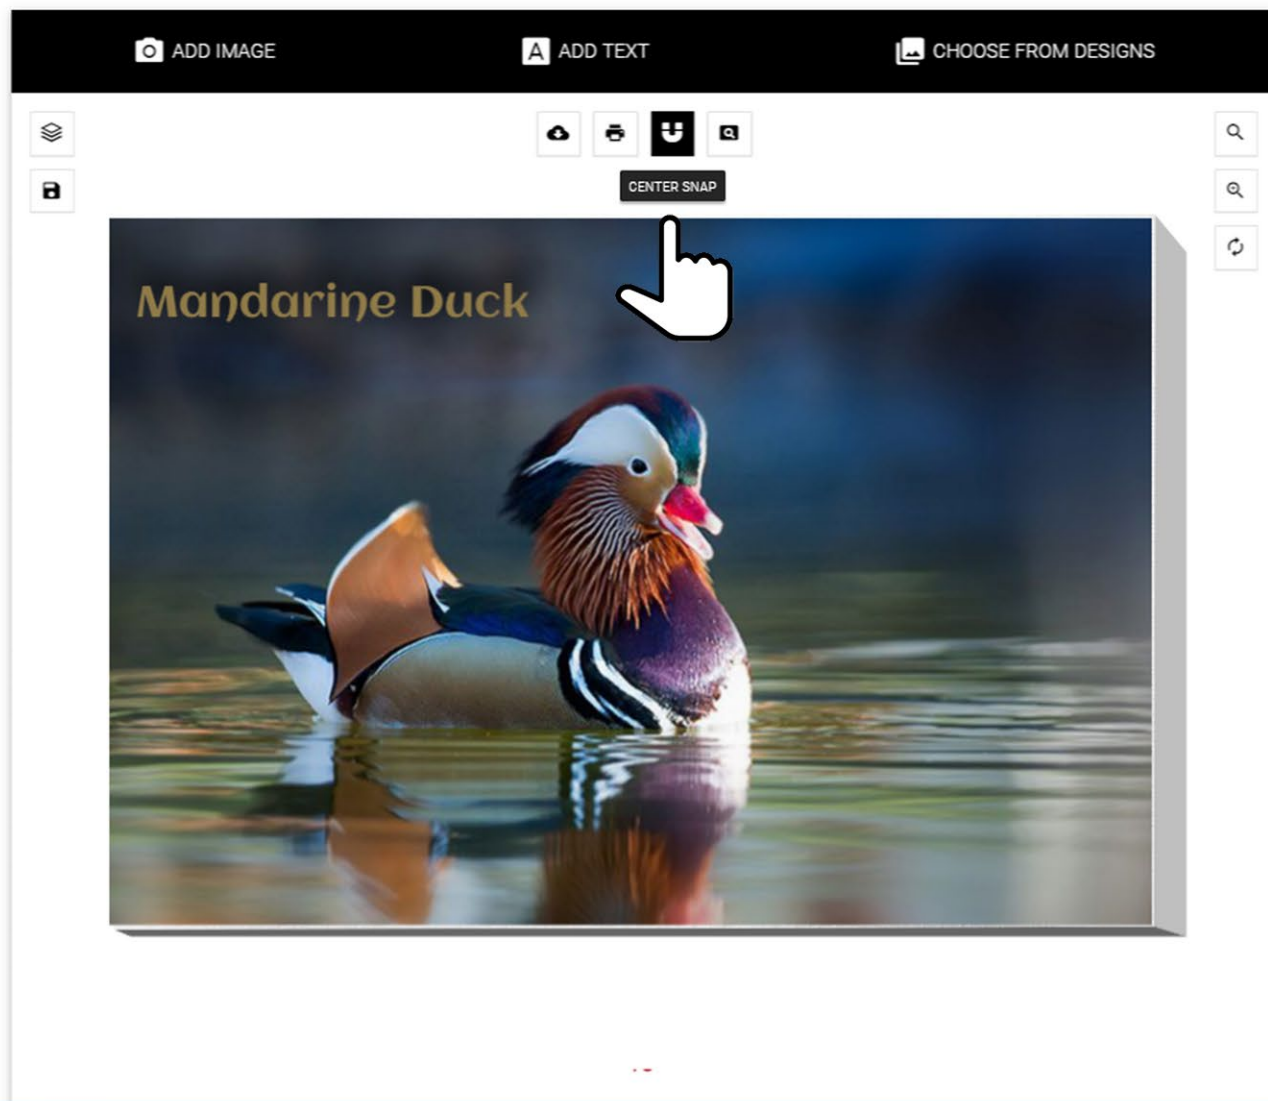 ADD IMAGE
ADD TEXT
CHOOSE FROM DESIGNS
CENTER SNAP
Mandarine Duck